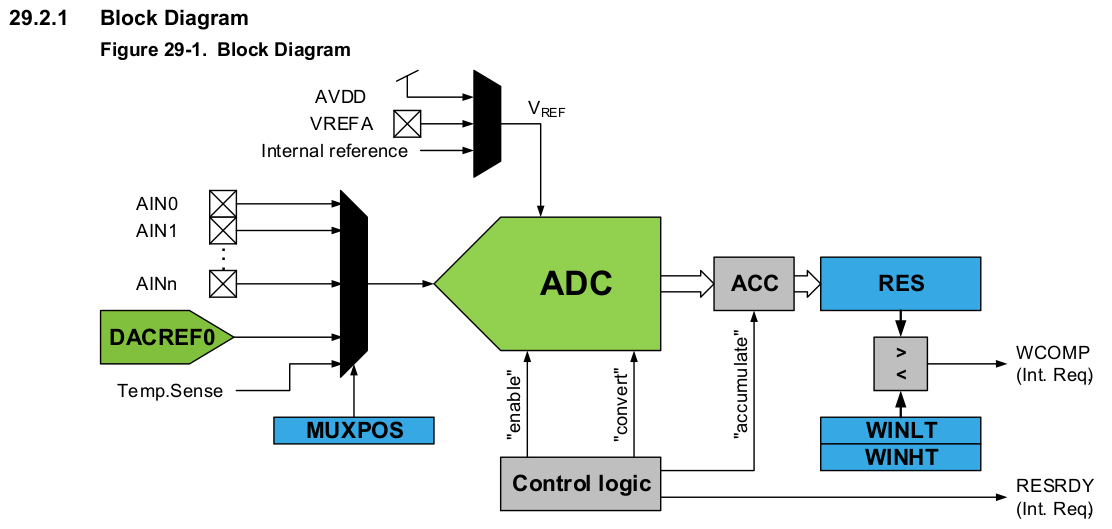 29.2.1 Block Diagram
Figure 29-1. Block Diagram
AVDD
VREFA
Internal reference
VREF
AIN0
AIN1
AINn
DACREF0
Temp.Sense
MUXPOS
ADC
ACC
RES
"enable"
"convert"
"accumulate"
>
<
WCOMP
(Int. Req)
WINLT
WINHT
Control logic
RESRDY
(Int. Req)